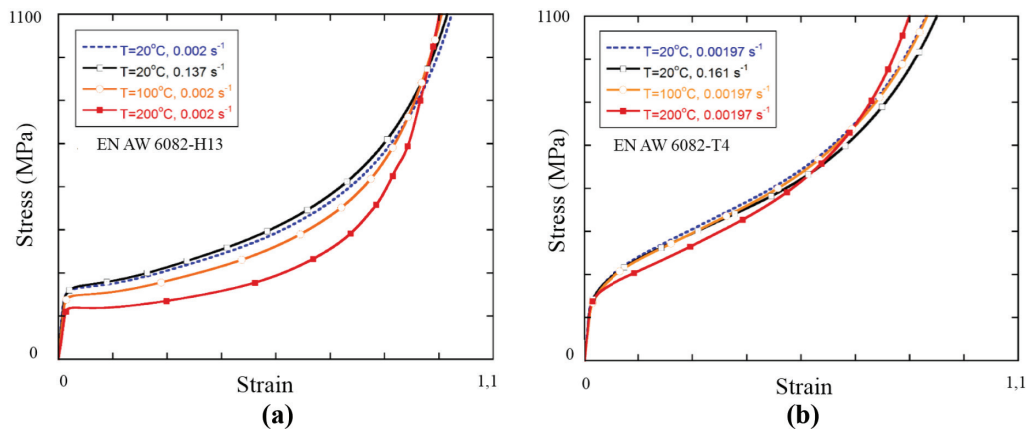 1100
T=20°C, 0.002 s⁻¹
T=20°C, 0.137 s⁻¹
T=100°C, 0.002 s⁻¹
T=200°C, 0.002 s⁻¹
EN AW 6082-H13
Stress (MPa)
0
0
Strain
1,1
(a)
1100
T=20°C, 0.00197 s⁻¹
T=20°C, 0.161 s⁻¹
T=100°C, 0.00197 s⁻¹
T=200°C, 0.00197 s⁻¹
EN AW 6082-T4
Stress (MPa)
0
0
Strain
1,1
(b)